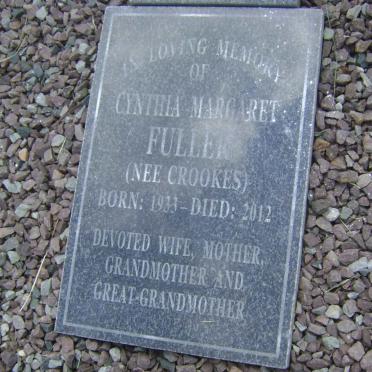 IN LOVING MEMORY
OF
CYNTHIA MARGARET
FULLER
(NEE CROOKES)
BORN: 1933 - DIED: 2012
DEVOTED WIFE, MOTHER,
GRANDMOTHER AND
GREAT-GRANDMOTHER